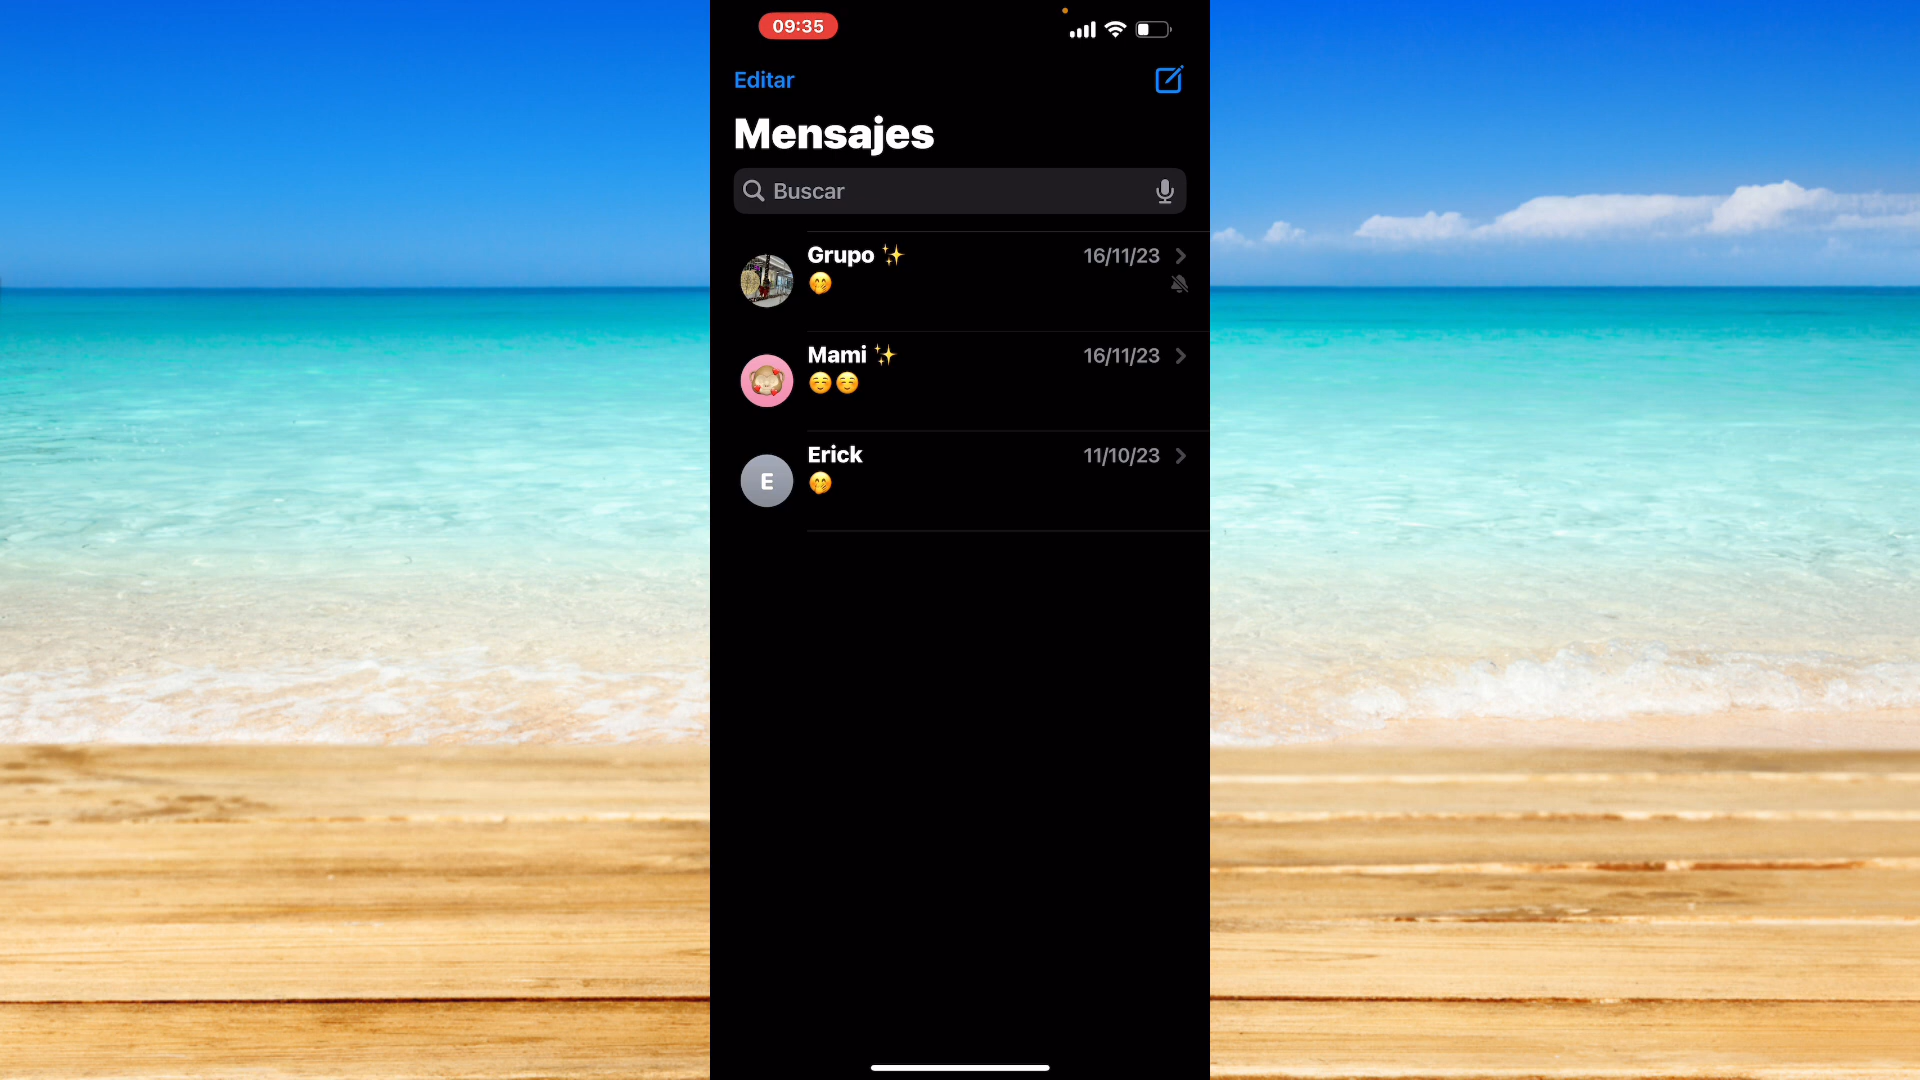 09:35
Editar
Mensajes
Buscar
Grupo ✨ 16/11/23
🤭
Mami ✨ 16/11/23
☺️☺️
Erick 11/10/23
E
🤭